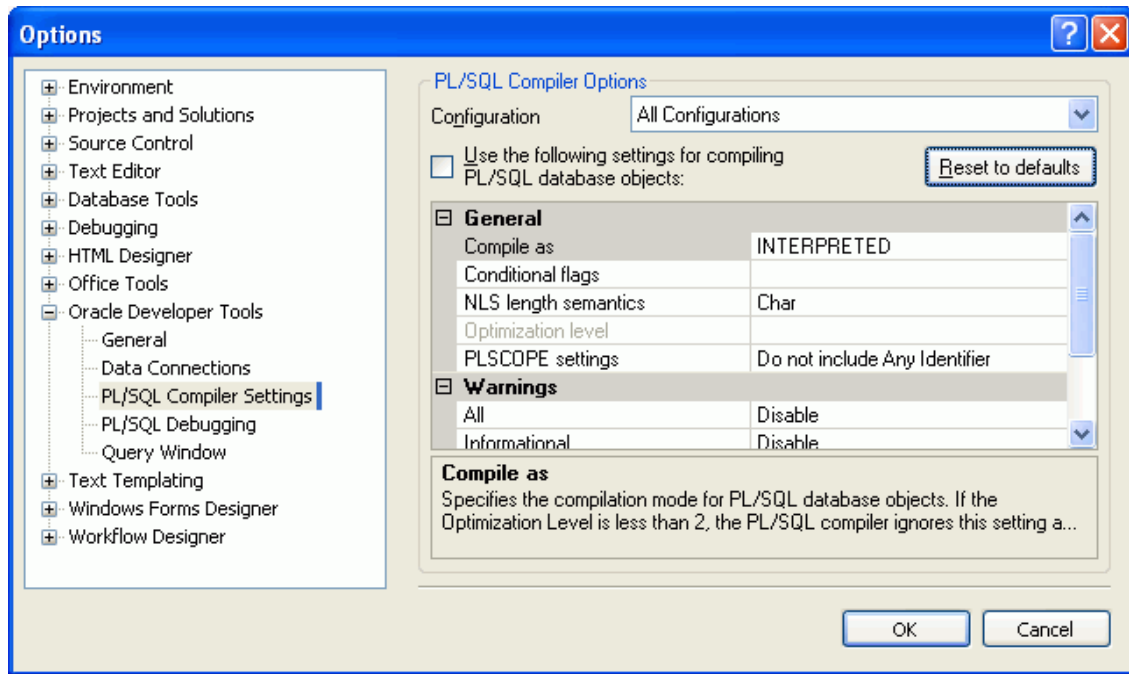 Options
Environment
Projects and Solutions
Source Control
Text Editor
Database Tools
Debugging
HTML Designer
Office Tools
Oracle Developer Tools
General
Data Connections
PL/SQL Compiler Settings
PL/SQL Debugging
Query Window
Text Templating
Windows Forms Designer
Workflow Designer
PL/SQL Compiler Options
Configuration All Configurations
Use the following settings for compiling
PL/SQL database objects:
Reset to defaults
General
Compile as INTERPRETED
Conditional flags
NLS length semantics Char
Optimization level
PLSCOPE settings Do not include Any Identifier
Warnings
All Disable
Informational Disable
Compile as
Specifies the compilation mode for PL/SQL database objects. If the
Optimization Level is less than 2, the PL/SQL compiler ignores this setting a...
OK Cancel